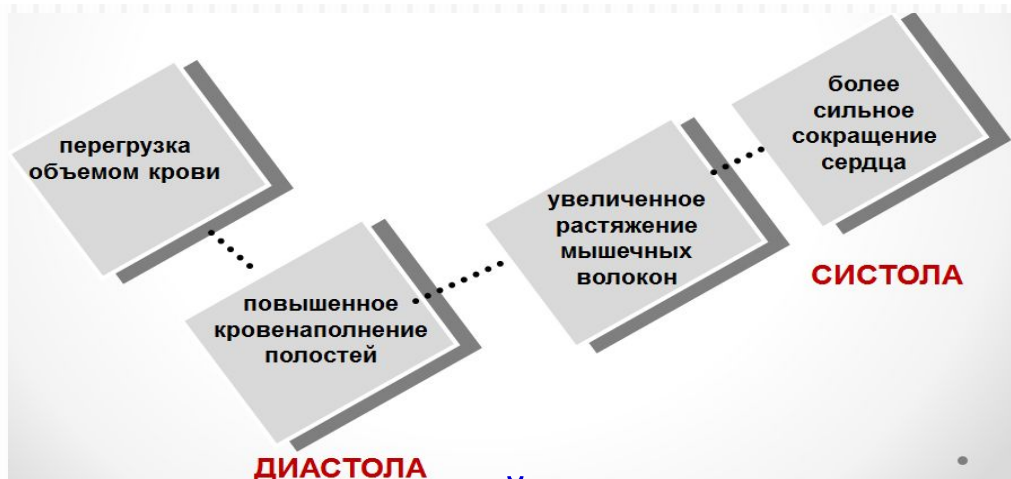 перегрузка
объемом крови
повышенное
кровенаполнение
полостей
ДИАСТОЛА
увеличенное
растяжение
мышечных
волокон
более
сильное
сокращение
сердца
СИСТОЛА